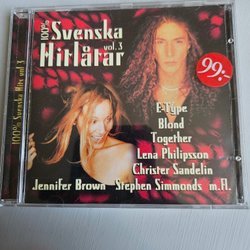 100% Svenska
Hitlåtar vol. 3
99:-
E-Type
Blond
Together
Lena Philipsson
Christer Sandelin
Jennifer Brown Stephen Simmonds m.fl.
100% Svenska Hits vol 3